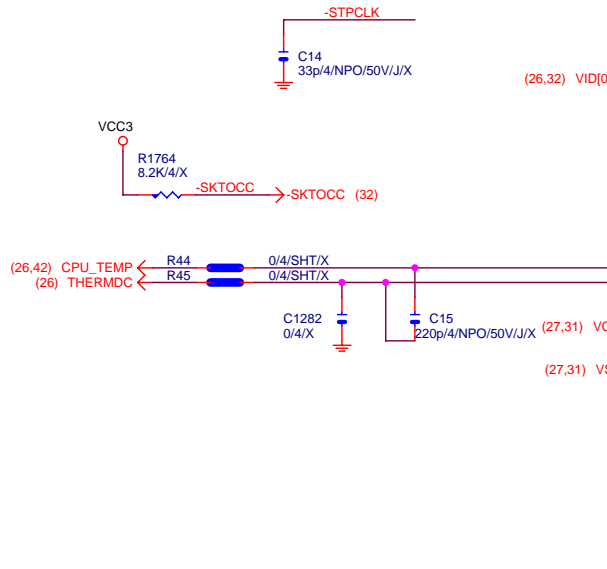 -STPCLK
C14
33p/4/NPO/50V/J/X
(26,32) VID[0
VCC3
R1764
8.2K/4/X
-SKTOCC
-SKTOCC (32)
(26,42) CPU_TEMP R44 0/4/SHT/X
(26) THERMDC R45 0/4/SHT/X
C1282
0/4/X
C15
220p/4/NPO/50V/J/X
(27,31) VC
(27,31) VS